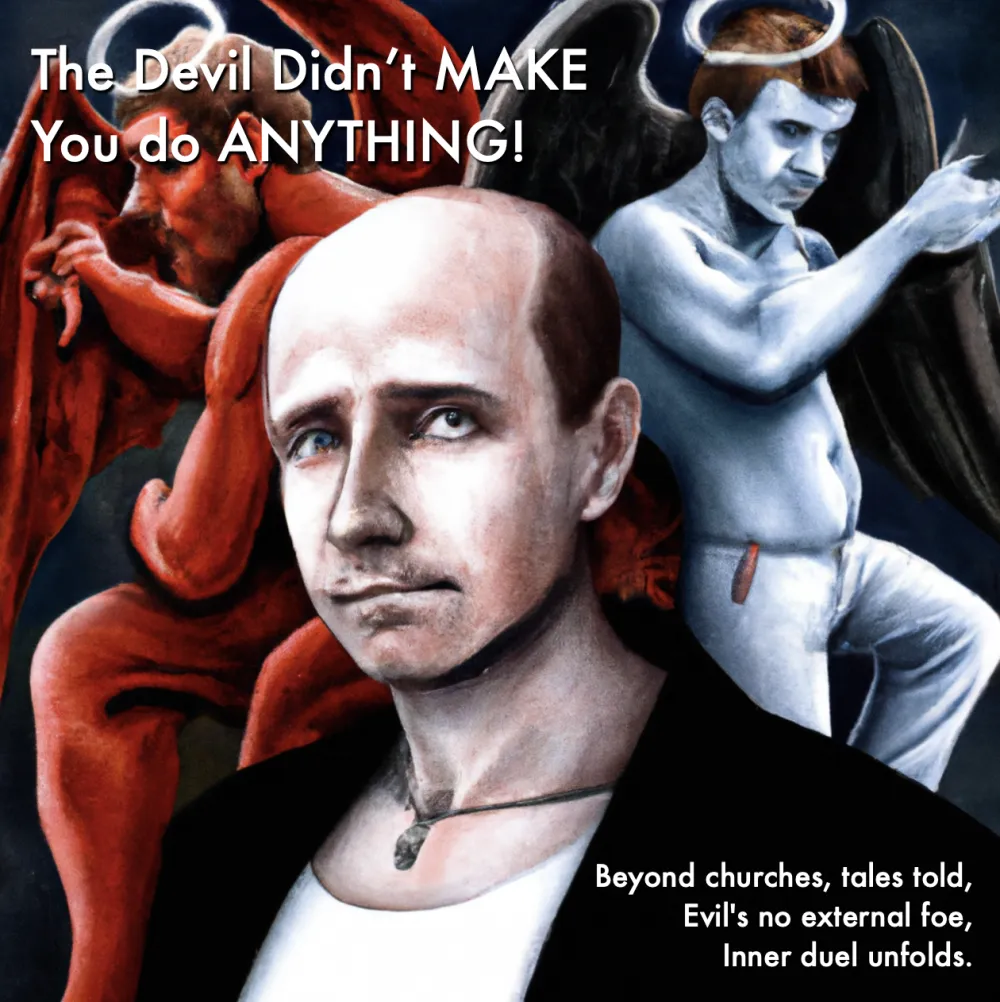 The Devil Didn’t MAKE
You do ANYTHING!
Beyond churches, tales told,
Evil's no external foe,
Inner duel unfolds.